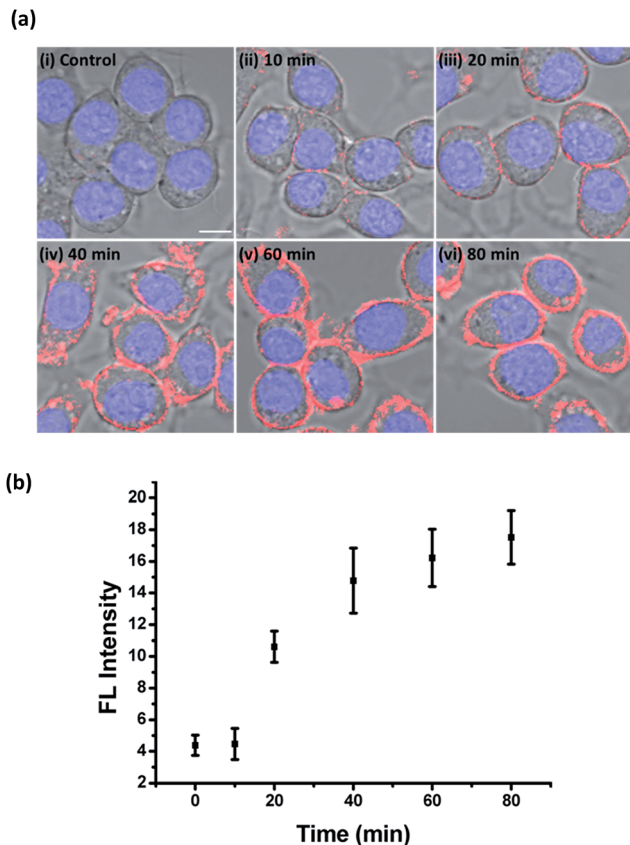 (a)
(i) Control
(ii) 10 min
(iii) 20 min
(iv) 40 min
(v) 60 min
(vi) 80 min
(b)
20
18
16
14
12
10
8
6
4
2
FL Intensity
0
20
40
60
80
Time (min)